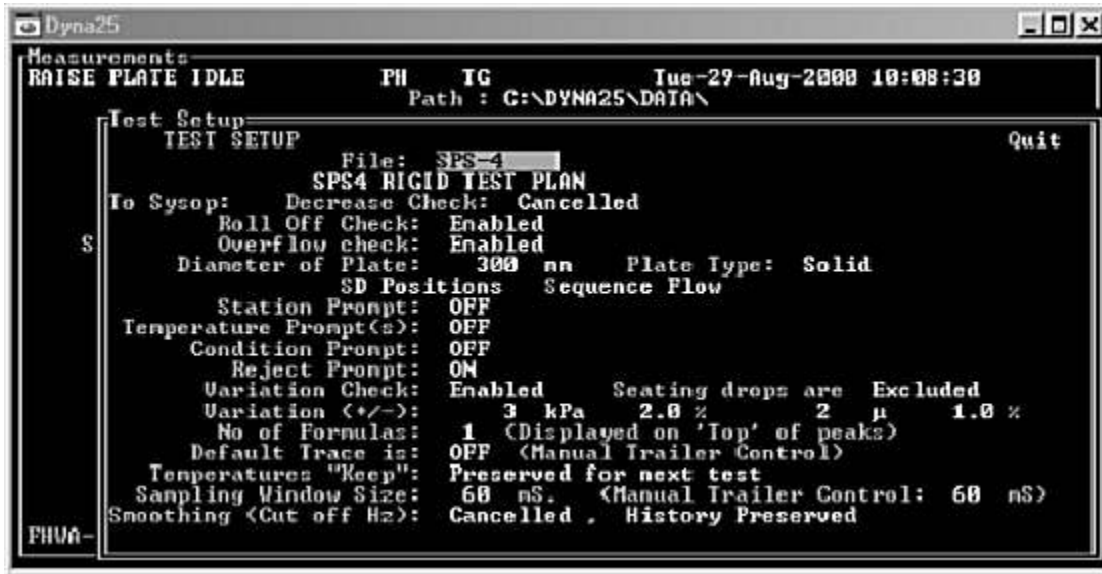 Dyna25
Measurements
RAISE PLATE IDLE PH TG Tue-29-Aug-2000 10:08:30
Path : C:\DYNA25\DATA\
Test Setup
TEST SETUP Quit
File: SPS-4
SPS4 RIGID TEST PLAN
To Sysop: Decrease Check: Cancelled
Roll Off Check: Enabled
S Overflow check: Enabled
Diameter of Plate: 300 mm Plate Type: Solid
SD Positions Sequence Flow
Station Prompt: OFF
Temperature Prompt(s): OFF
Condition Prompt: OFF
Reject Prompt: ON
Variation Check: Enabled Seating drops are Excluded
Variation (+/-): 3 kPa 2.0 % 2 µ 1.0 %
No of Formulas: 1 (Displayed on 'Top' of peaks)
Default Trace is: OFF (Manual Trailer Control)
Temperatures "Keep": Preserved for next test
Sampling Window Size: 60 mS. (Manual Trailer Control: 60 mS)
Smoothing (Cut off Hz): Cancelled . History Preserved
FHWA-